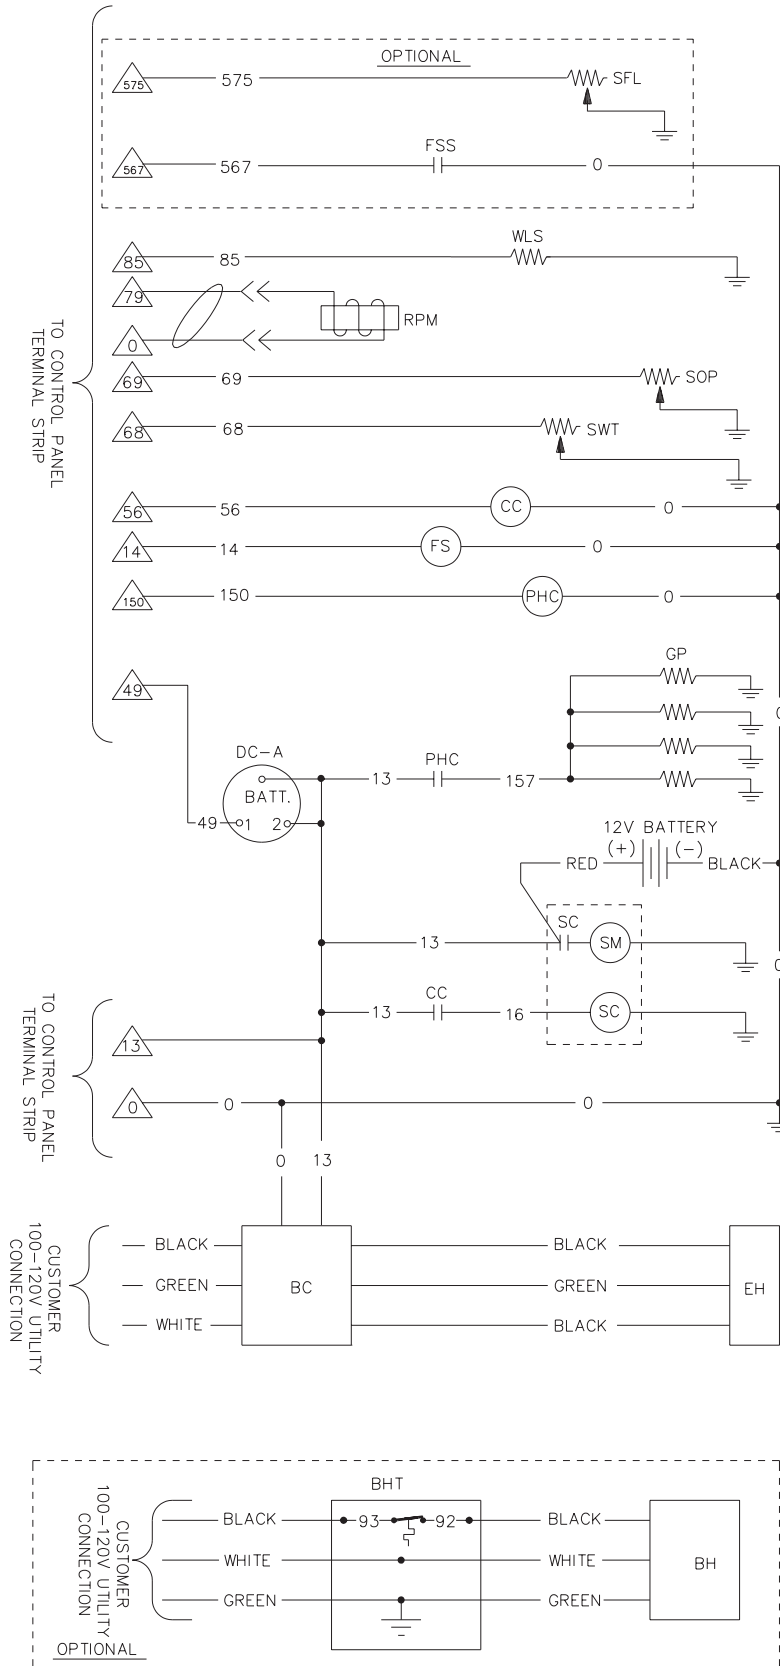 OPTIONAL
575 575 SFL
FSS
567 567 0
WLS
85 85
79
RPM
0
69 69 SOP
68 68 SWT
TO CONTROL PANEL
TERMINAL STRIP
56 56 CC 0
14 14 FS 0
150 150 PHC 0
GP
49
DC-A
PHC
13 157
BATT.
49 1 2
12V BATTERY
(+) (-)
RED BLACK
SC
13 SM
CC
13 16 SC
13
0 0 0
TO CONTROL PANEL
TERMINAL STRIP
0 13
BLACK BLACK
GREEN BC GREEN EH
WHITE BLACK
CUSTOMER
100-120V UTILITY
CONNECTION
BHT
BLACK 93 92 BLACK
WHITE WHITE BH
GREEN GREEN
CUSTOMER
100-120V UTILITY
CONNECTION
OPTIONAL